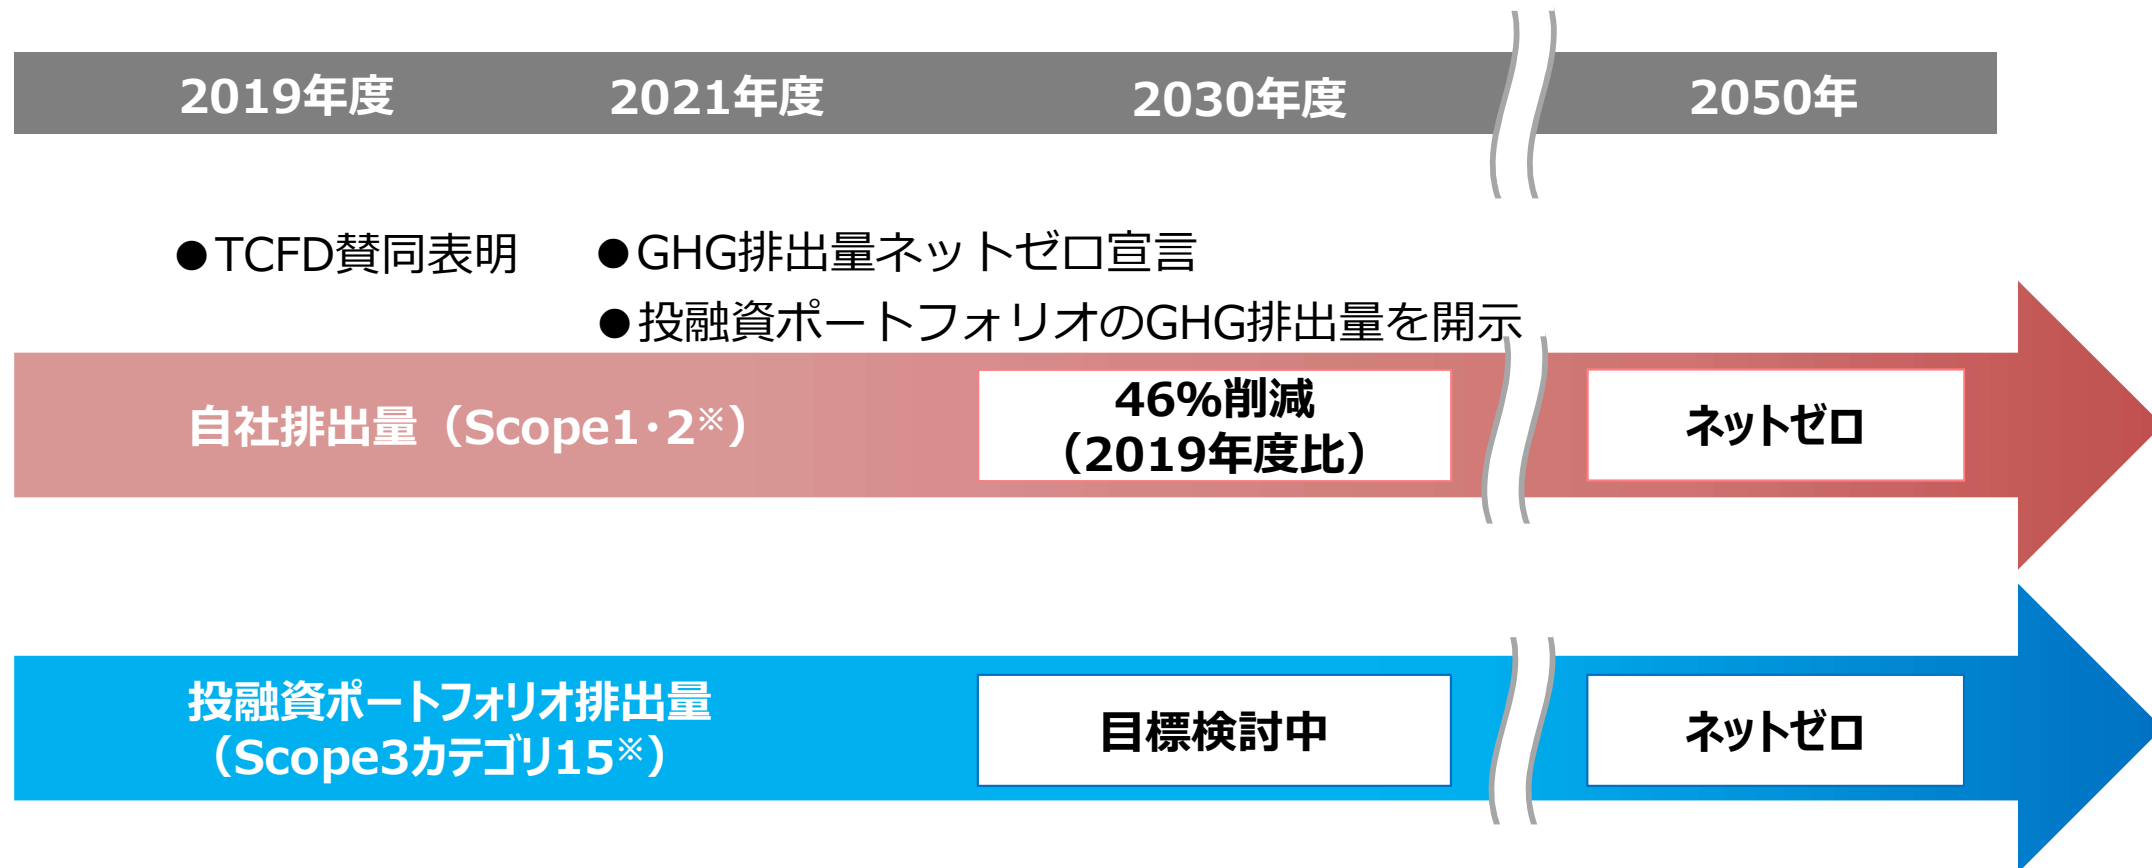 2019年度
2021年度
2030年度
2050年
●TCFD賛同表明
●GHG排出量ネットゼロ宣言
●投融資ポートフォリオのGHG排出量を開示
自社排出量（Scope1・2※）
46%削減
（2019年度比）
ネットゼロ
投融資ポートフォリオ排出量
（Scope3カテゴリ15※）
目標検討中
ネットゼロ